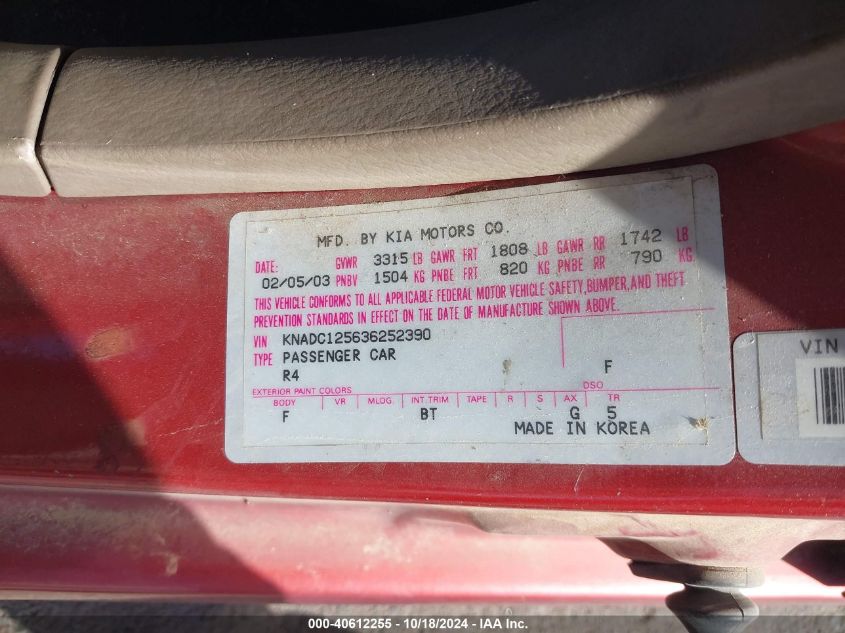 MFD. BY KIA MOTORS CO.
DATE: GVWR 3315 LB GAWR FRT 1808 LB GAWR RR 1742 LB
02/05/03 PNBV 1504 KG PNBE FRT 820 KG PNBE RR 790 KG
THIS VEHICLE CONFORMS TO ALL APPLICABLE FEDERAL MOTOR VEHICLE SAFETY,BUMPER,AND THEFT
PREVENTION STANDARDS IN EFFECT ON THE DATE OF MANUFACTURE SHOWN ABOVE.
VIN KNADC125636252390
TYPE PASSENGER CAR
R4 F
EXTERIOR PAINT COLORS DSO
BODY VR MLDG INT TRIM TAPE R S AX TR
F BT G 5
MADE IN KOREA
VIN
000-40612255 - 10/18/2024 - IAA Inc.